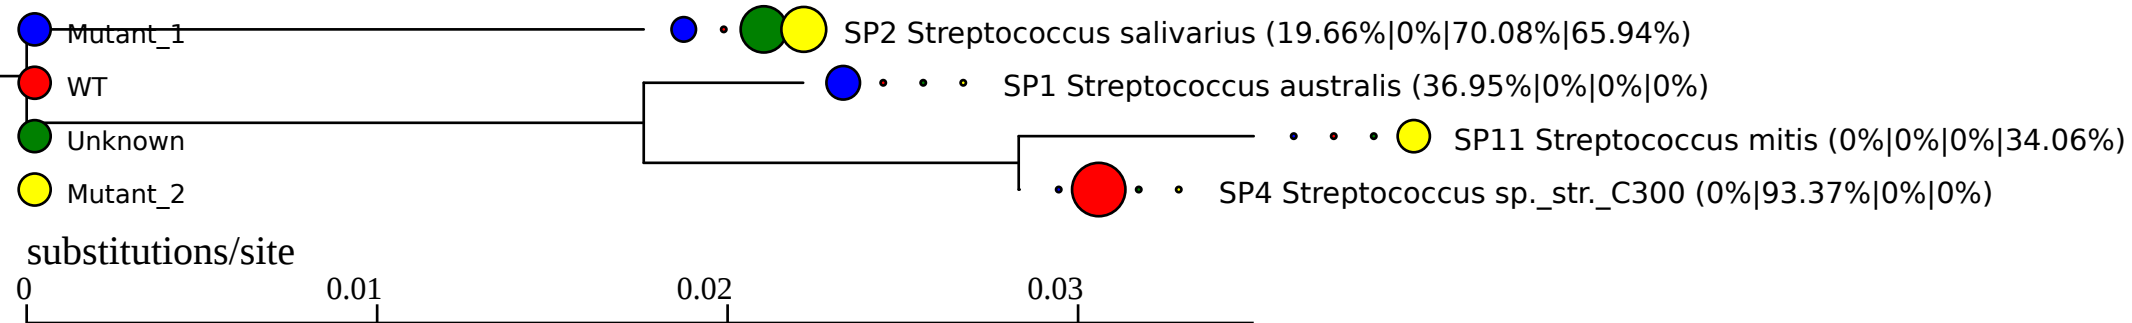 Mutant_1
SP2 Streptococcus salivarius (19.66%|0%|70.08%|65.94%)
WT
SP1 Streptococcus australis (36.95%|0%|0%|0%)
Unknown
SP11 Streptococcus mitis (0%|0%|0%|34.06%)
Mutant_2
SP4 Streptococcus sp._str._C300 (0%|93.37%|0%|0%)
substitutions/site
0 0.01 0.02 0.03